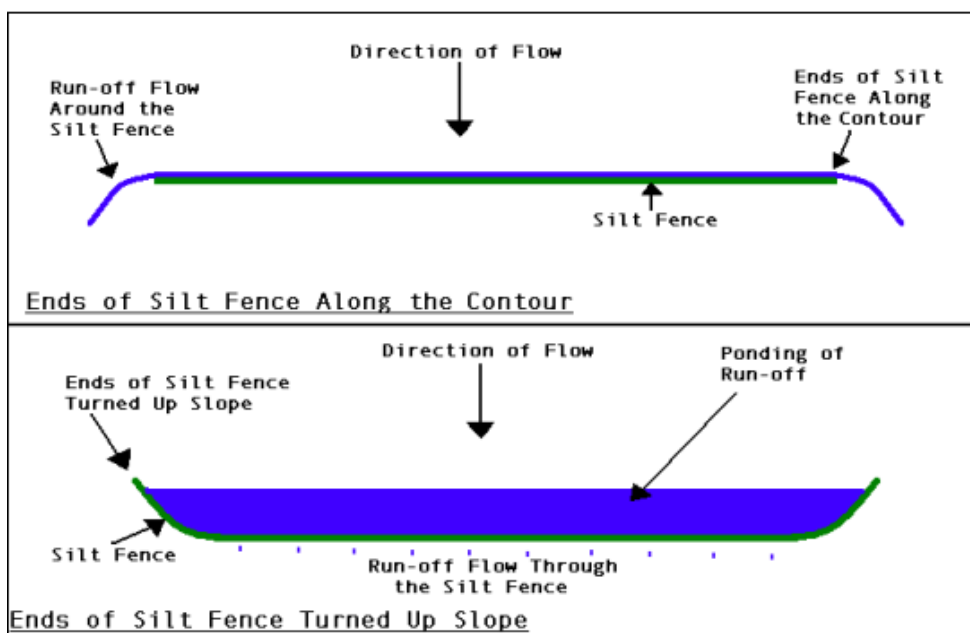 Direction of Flow
Run-off Flow
Around the
Silt Fence
Ends of Silt
Fence Along
the Contour
Silt Fence
Ends of Silt Fence Along the Contour
Direction of Flow
Ponding of
Run-off
Ends of Silt Fence
Turned Up Slope
Silt Fence
Run-off Flow Through
the Silt Fence
Ends of Silt Fence Turned Up Slope